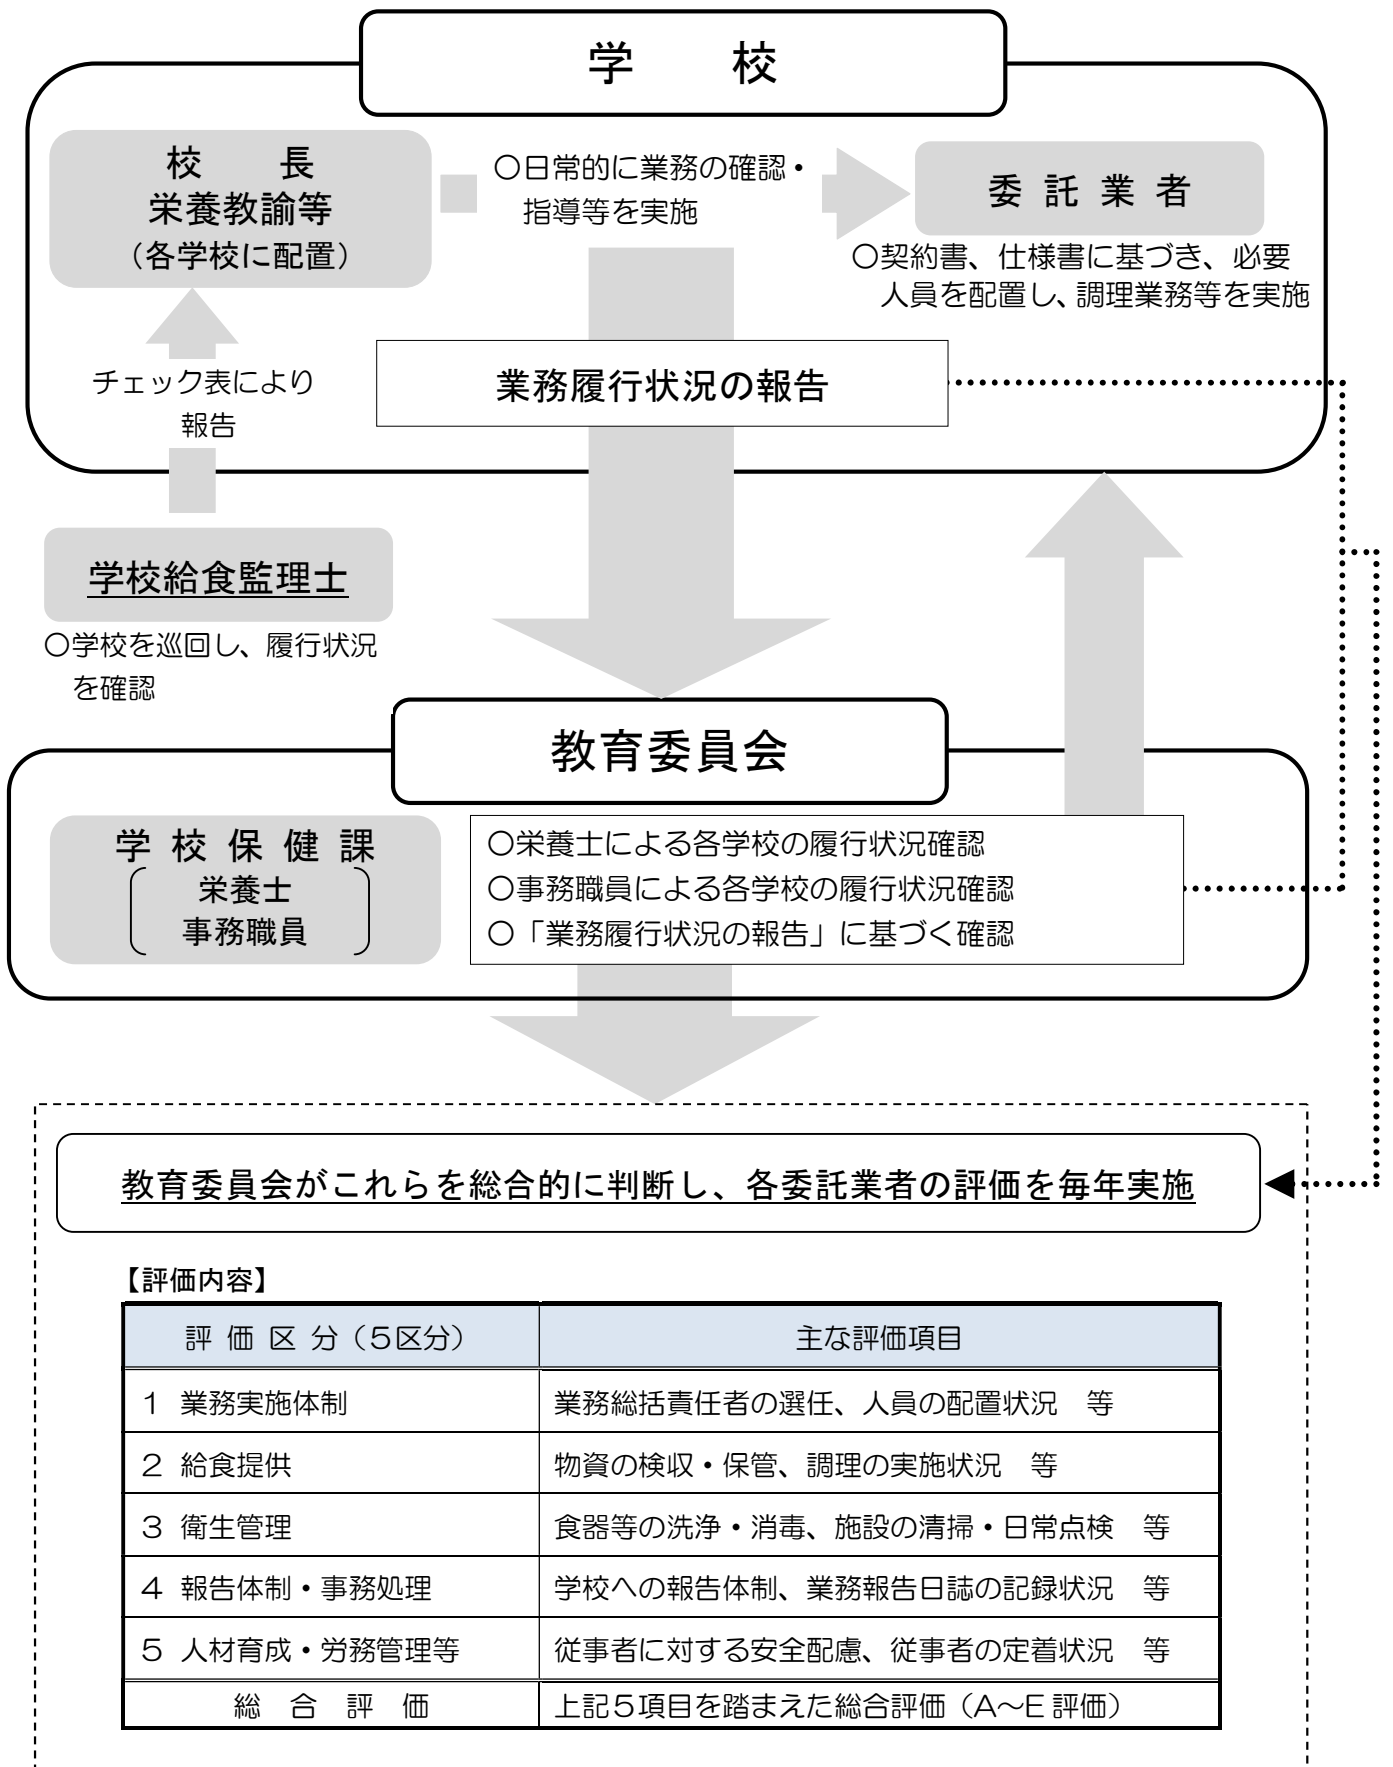 学　　校
校　　長
栄養教諭等
（各学校に配置）
〇日常的に業務の確認・
指導等を実施
委 託 業 者
〇契約書、仕様書に基づき、必要
人員を配置し、調理業務等を実施
チェック表により
報告
業務履行状況の報告
学校給食監理士
〇学校を巡回し、履行状況
を確認
教育委員会
学 校 保 健 課
栄養士
事務職員
〇栄養士による各学校の履行状況確認
〇事務職員による各学校の履行状況確認
〇「業務履行状況の報告」に基づく確認
教育委員会がこれらを総合的に判断し、各委託業者の評価を毎年実施
【評価内容】
評 価 区 分（５区分）　主な評価項目
１ 業務実施体制　業務総括責任者の選任、人員の配置状況　等
２ 給食提供　物資の検収・保管、調理の実施状況　等
３ 衛生管理　食器等の洗浄・消毒、施設の清掃・日常点検　等
４ 報告体制・事務処理　学校への報告体制、業務報告日誌の記録状況　等
５ 人材育成・労務管理等　従事者に対する安全配慮、従事者の定着状況　等
総　合　評　価　上記５項目を踏まえた総合評価（A～E 評価）